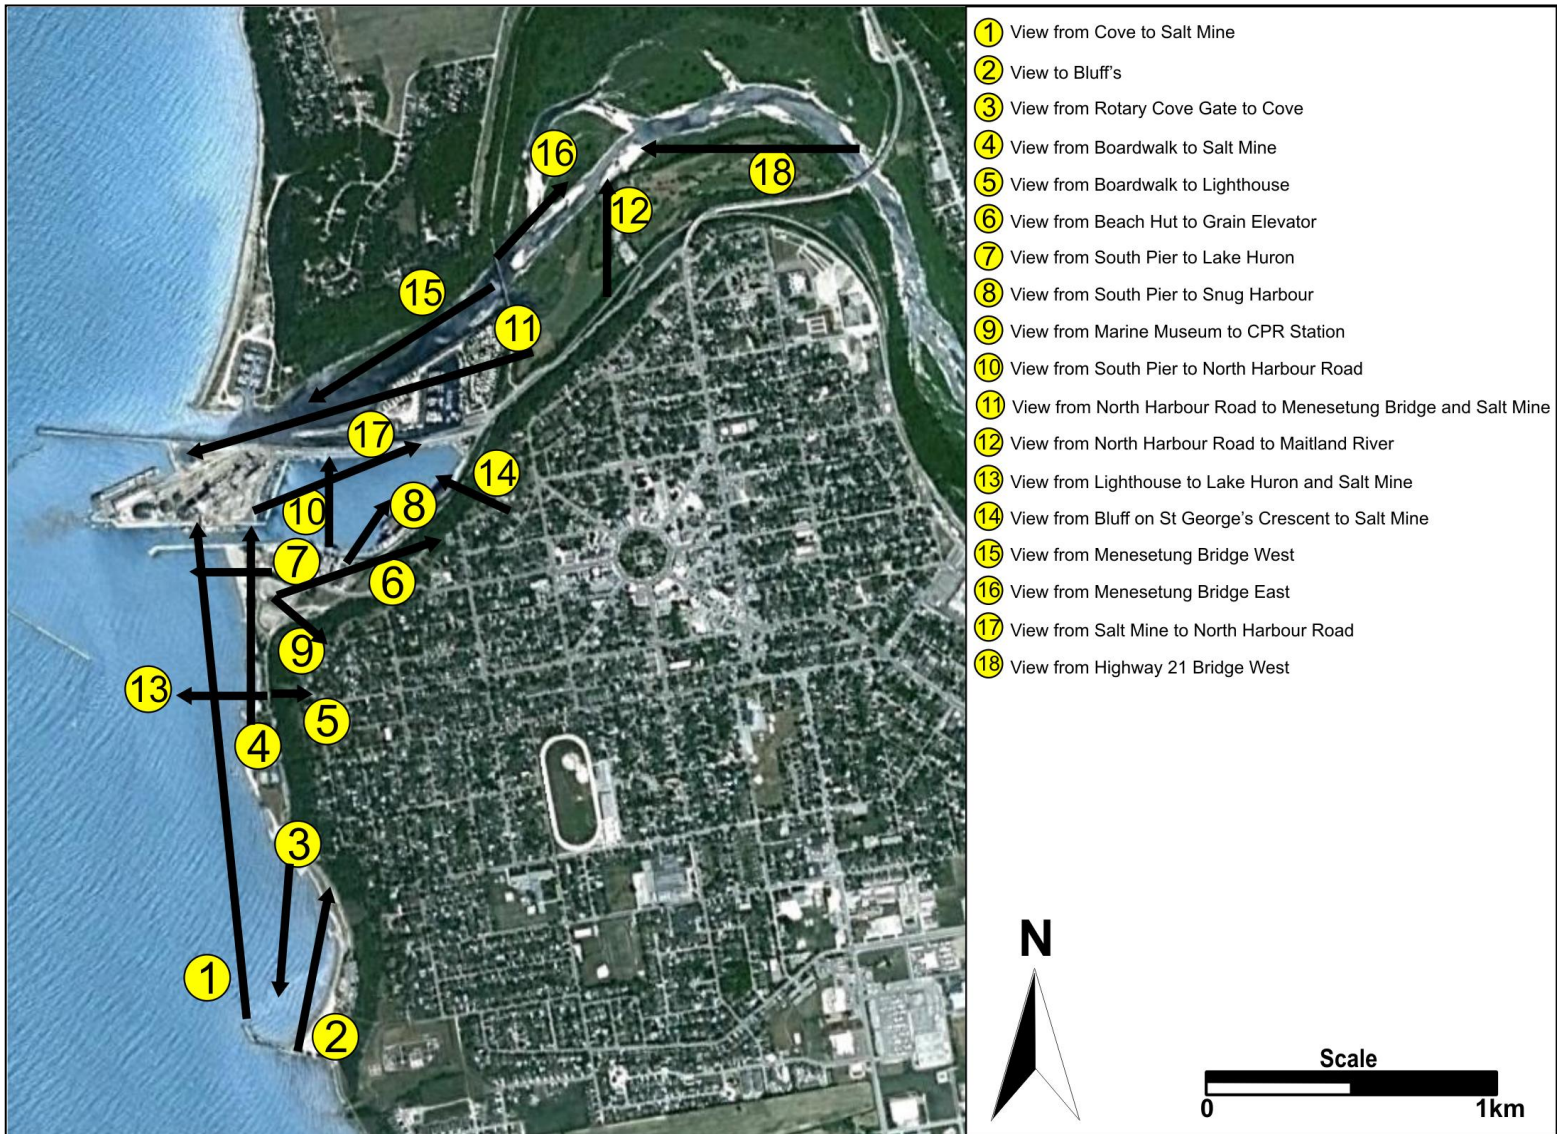 16
18
12
15
11
17
14
8
10
7
6
9
13
5
4
3
1
2
1 View from Cove to Salt Mine
2 View to Bluff's
3 View from Rotary Cove Gate to Cove
4 View from Boardwalk to Salt Mine
5 View from Boardwalk to Lighthouse
6 View from Beach Hut to Grain Elevator
7 View from South Pier to Lake Huron
8 View from South Pier to Snug Harbour
9 View from Marine Museum to CPR Station
10 View from South Pier to North Harbour Road
11 View from North Harbour Road to Menesetung Bridge and Salt Mine
12 View from North Harbour Road to Maitland River
13 View from Lighthouse to Lake Huron and Salt Mine
14 View from Bluff on St George's Crescent to Salt Mine
15 View from Menesetung Bridge West
16 View from Menesetung Bridge East
17 View from Salt Mine to North Harbour Road
18 View from Highway 21 Bridge West
N
Scale
0 1km